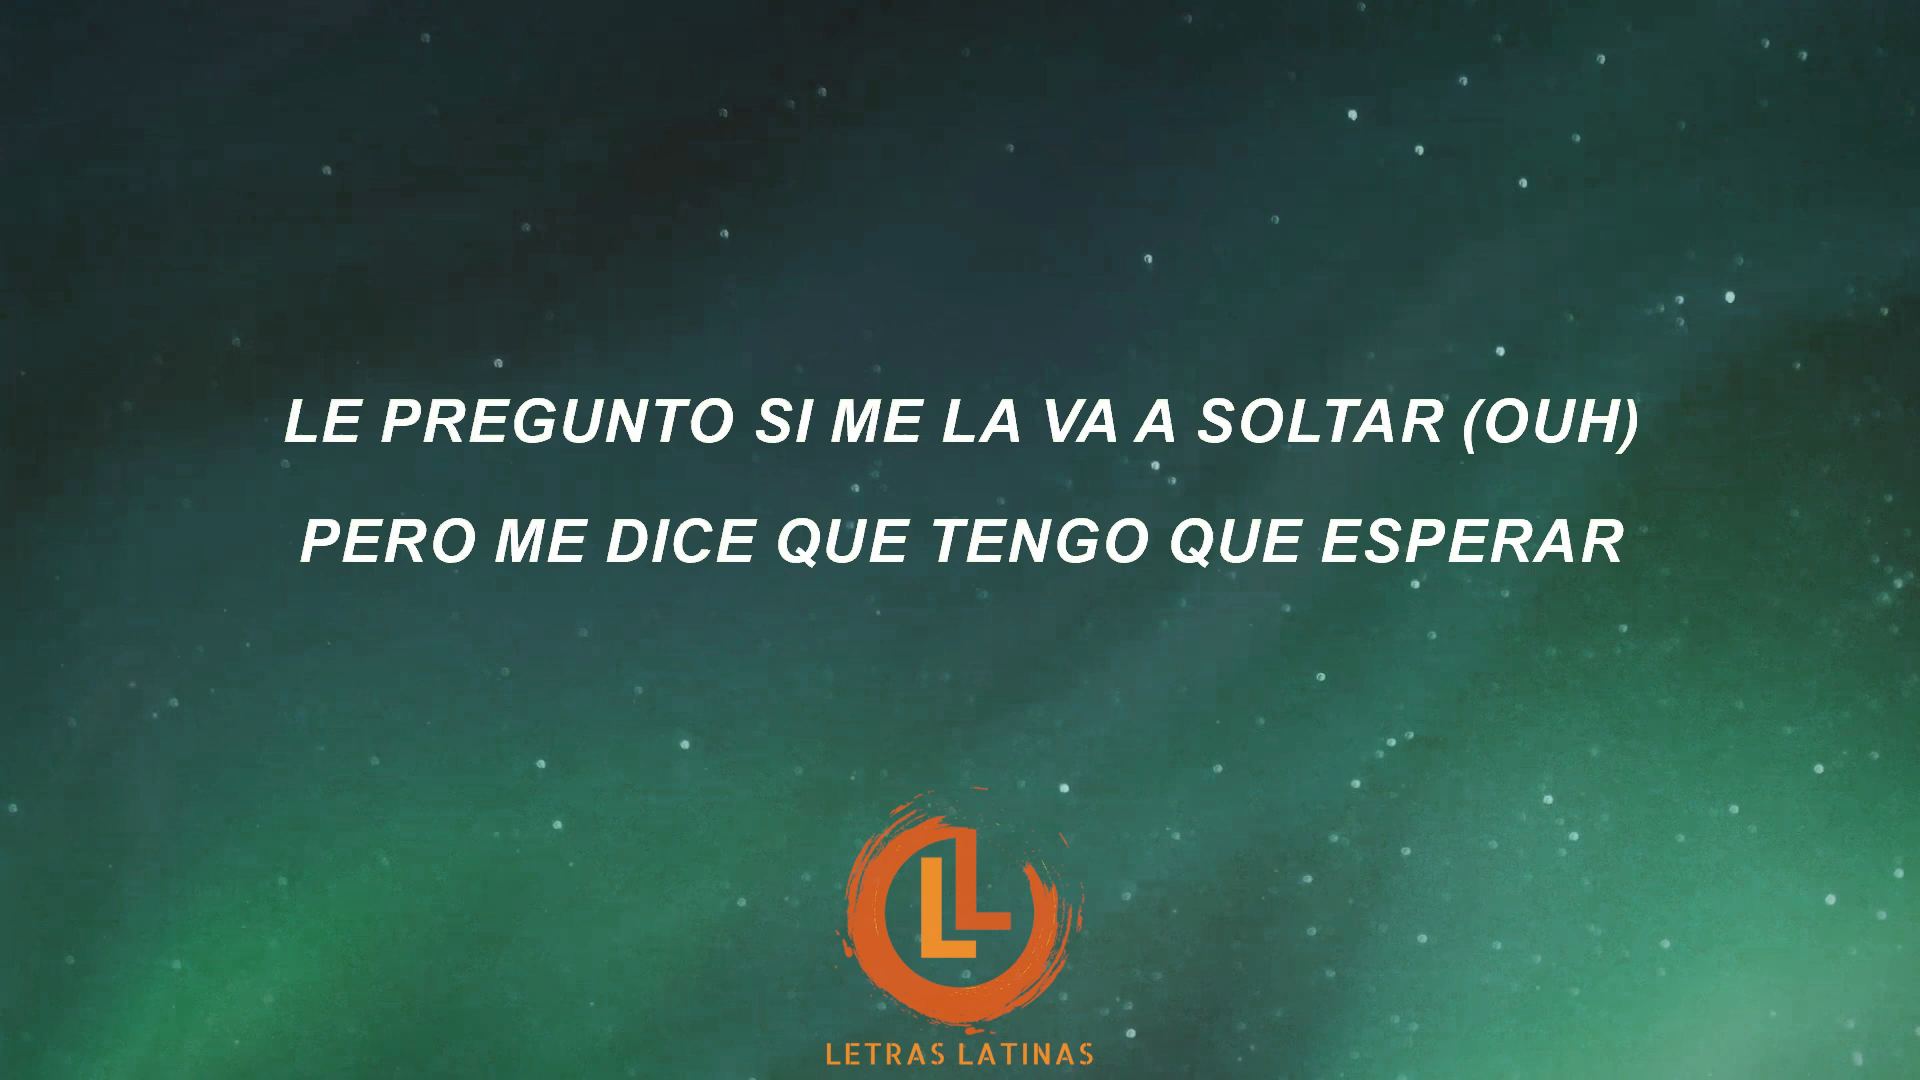 LE PREGUNTO SI ME LA VA A SOLTAR (OUH)
PERO ME DICE QUE TENGO QUE ESPERAR
LL
LETRAS LATINAS